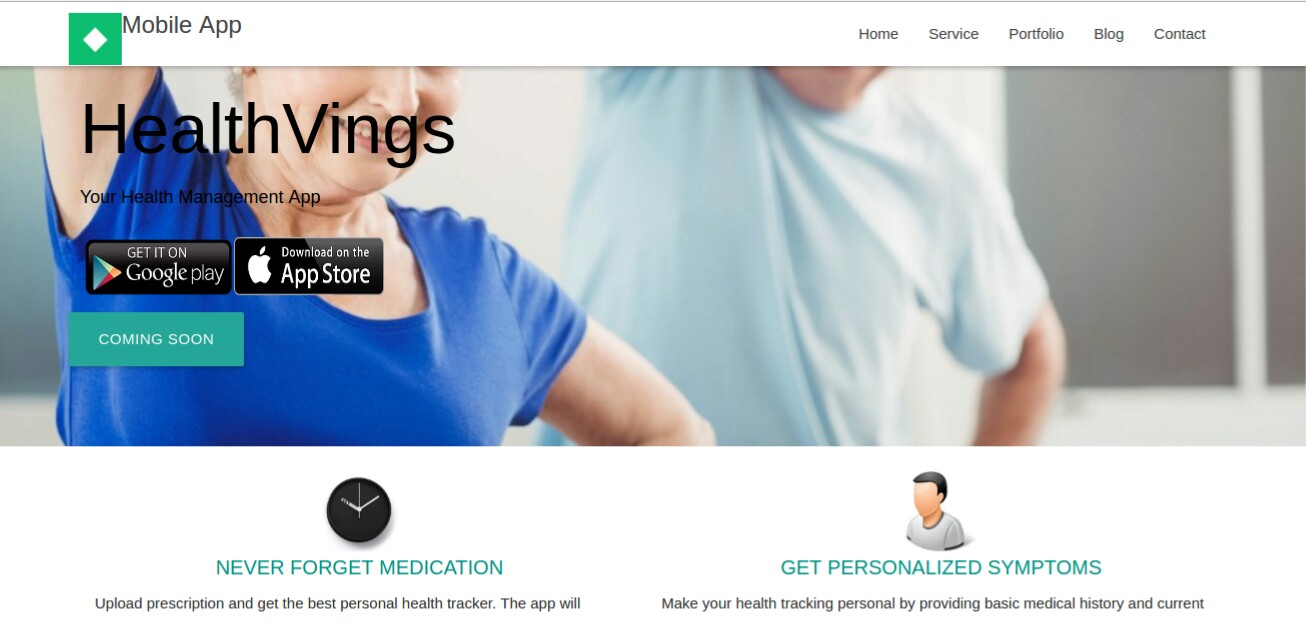 Mobile App
Home Service Portfolio Blog Contact
HealthVings
Your Health Management App
GET IT ON
Google play
Download on the
App Store
COMING SOON
NEVER FORGET MEDICATION
Upload prescription and get the best personal health tracker. The app will
GET PERSONALIZED SYMPTOMS
Make your health tracking personal by providing basic medical history and current